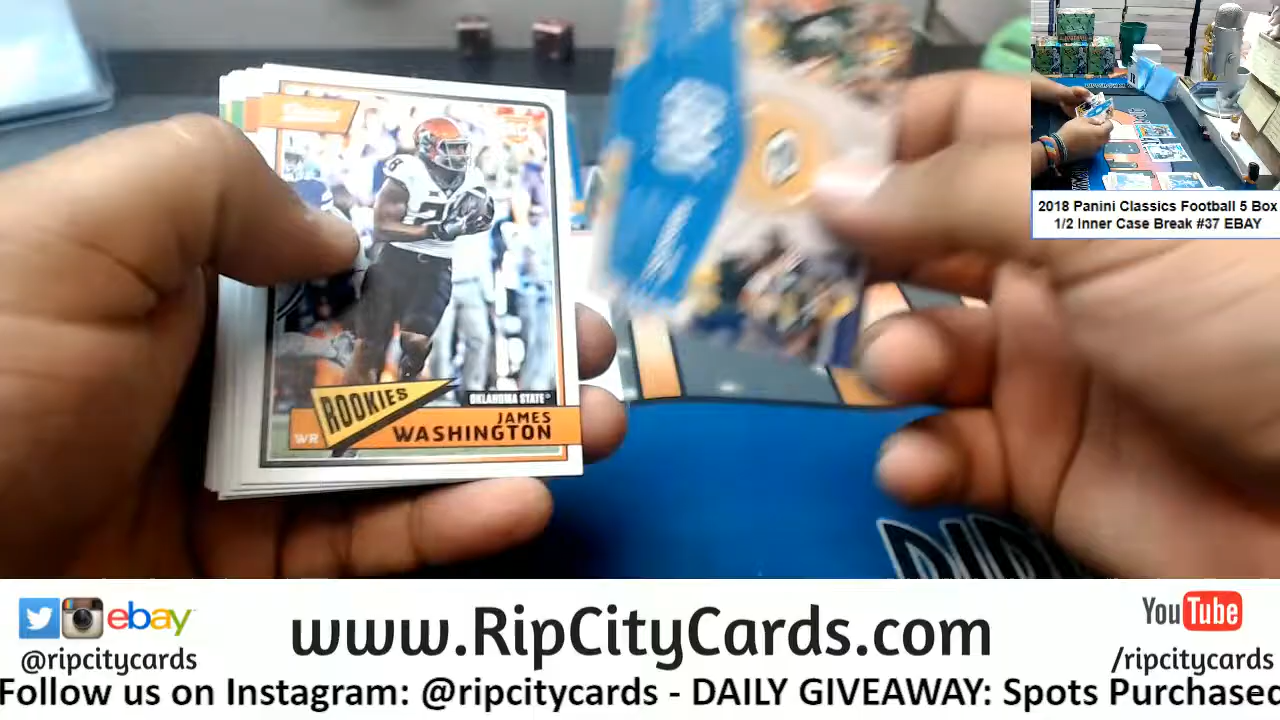 ROOKIES
OKLAHOMA STATE
JAMES
WR
WASHINGTON
2018 Panini Classics Football 5 Box
1/2 Inner Case Break #37 EBAY
ebay
@ripcitycards
www.RipCityCards.com
YouTube
/ripcitycards
Follow us on Instagram: @ripcitycards - DAILY GIVEAWAY: Spots Purchased